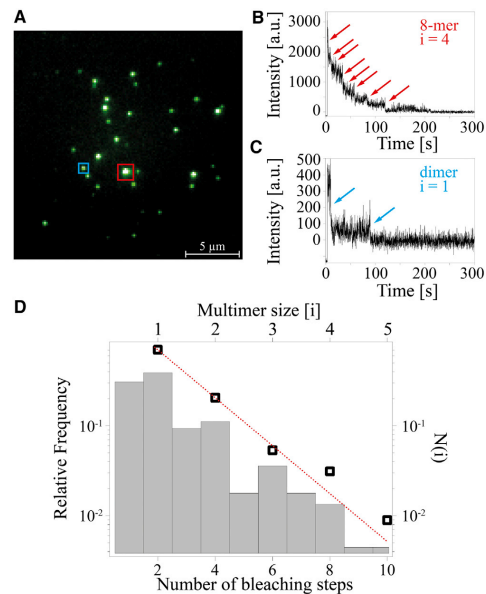 A
5 µm
B
Intensity [a.u.]
3000
2000
1000
0
8-mer
i = 4
0 100 200 300
Time [s]
C
Intensity [a.u.]
500
400
300
200
100
0
dimer
i = 1
0 100 200 300
Time [s]
D
Multimer size [i]
1 2 3 4 5
Relative Frequency
10-1
10-2
10-1
10-2
N(i)
2 4 6 8 10
Number of bleaching steps